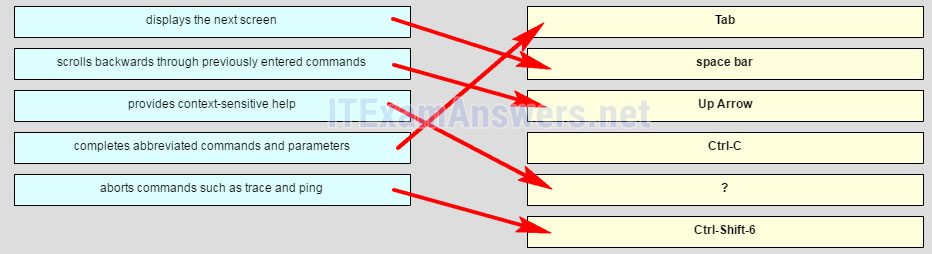 displays the next screen
Tab
scrolls backwards through previously entered commands
space bar
provides context-sensitive help
Up Arrow
ITExamAnswers.net
completes abbreviated commands and parameters
Ctrl-C
aborts commands such as trace and ping
?
Ctrl-Shift-6